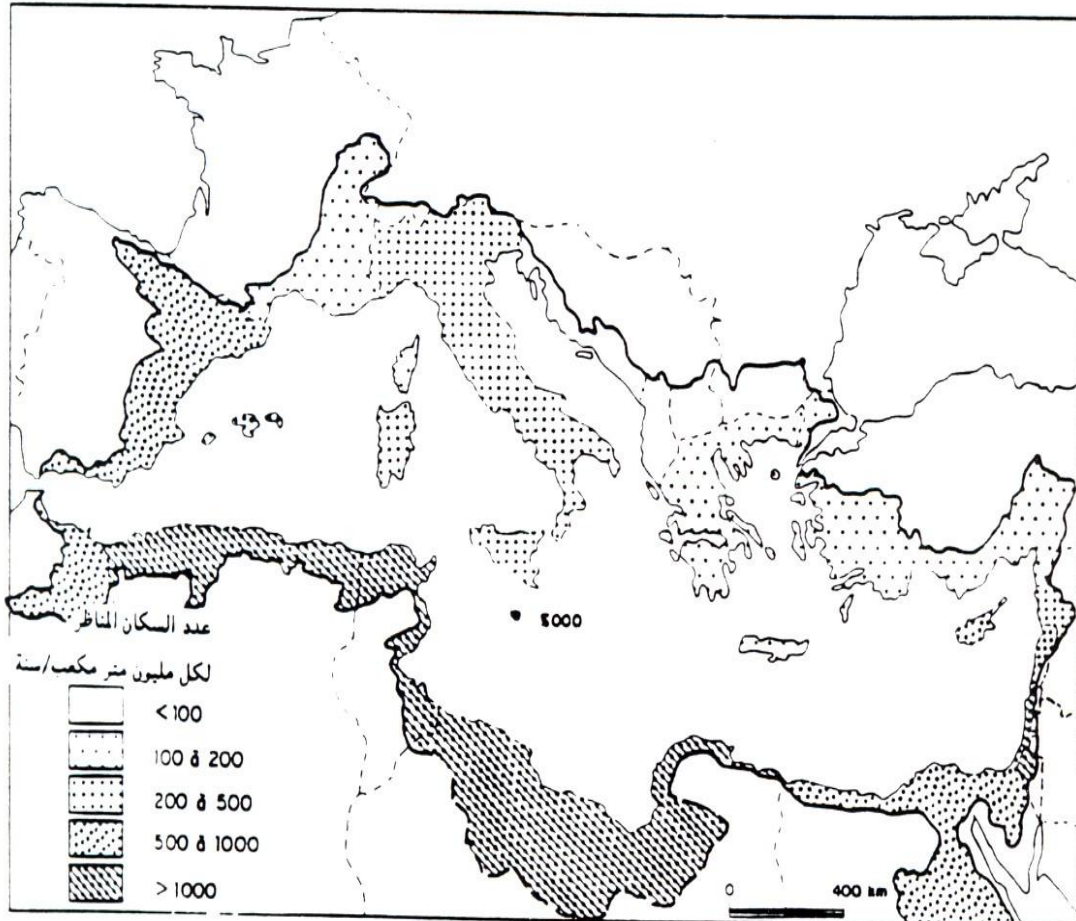 5000
عدد السكان المناظر
لكل مليون متر مكعب/سنة
<100
100 à 200
200 à 500
500 à 1000
>1000
0 400 km